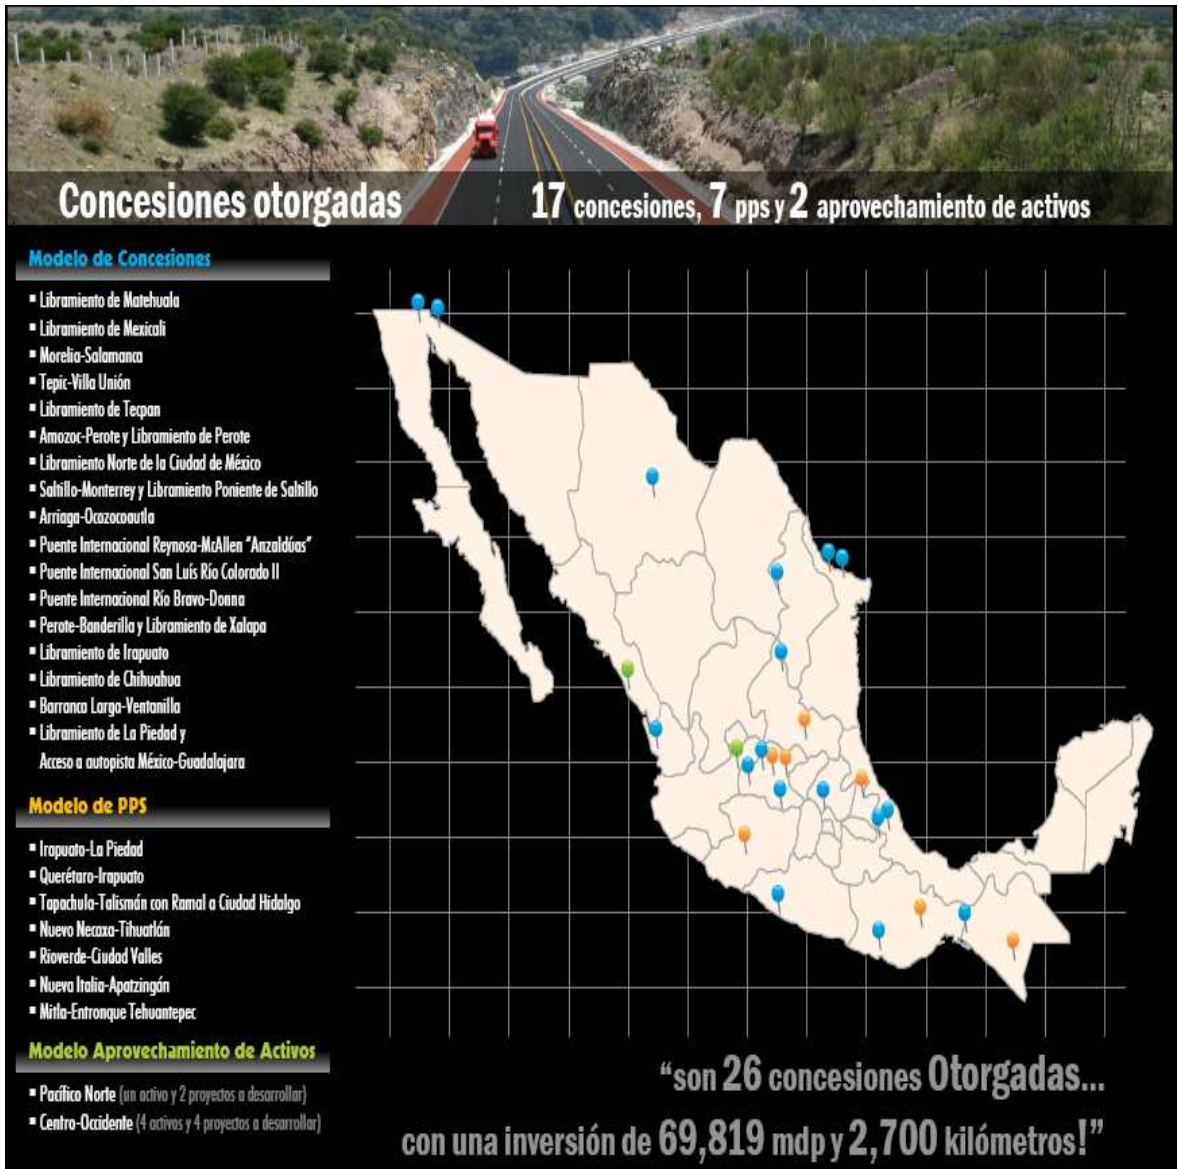 Concesiones otorgadas
17 concesiones, 7 pps y 2 aprovechamiento de activos
Modelo de Concesiones
▪ Libramiento de Matehuala
▪ Libramiento de Mexicali
▪ Morelia-Salamanca
▪ Tepic-Villa Unión
▪ Libramiento de Tecpan
▪ Amozoc-Perote y Libramiento de Perote
▪ Libramiento Norte de la Ciudad de México
▪ Saltillo-Monterrey y Libramiento Poniente de Saltillo
▪ Arriaga-Ocozocoautla
▪ Puente Internacional Reynosa-McAllen "Anzaldúas"
▪ Puente Internacional San Luís Río Colorado II
▪ Puente Internacional Río Bravo-Donna
▪ Perote-Banderilla y Libramiento de Xalapa
▪ Libramiento de Irapuato
▪ Libramiento de Chihuahua
▪ Barranca Larga-Ventanilla
▪ Libramiento de La Piedad y
Acceso a autopista México-Guadalajara
Modelo de PPS
▪ Irapuato-La Piedad
▪ Querétaro-Irapuato
▪ Tapachula-Talismán con Ramal a Ciudad Hidalgo
▪ Nuevo Necaxa-Tihuatlán
▪ Rioverde-Ciudad Valles
▪ Nueva Italia-Apatzingán
▪ Mitla-Entronque Tehuantepec
Modelo Aprovechamiento de Activos
▪ Pacífico Norte (un activo y 2 proyectos a desarrollar)
▪ Centro-Occidente (4 activos y 4 proyectos a desarrollar)
"son 26 concesiones Otorgadas...
con una inversión de 69,819 mdp y 2,700 kilómetros!"